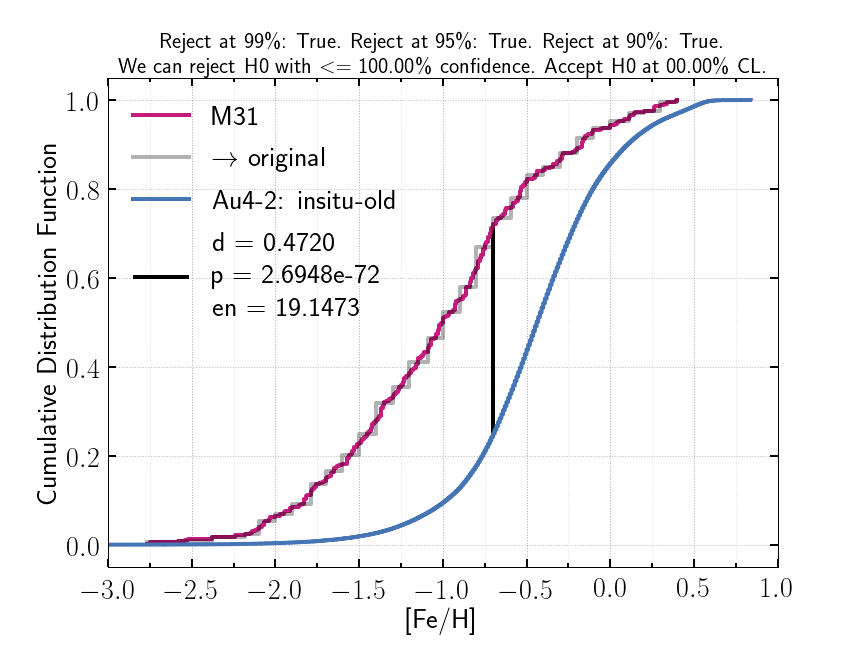 Reject at 99%: True. Reject at 95%: True. Reject at 90%: True.
We can reject H0 with <= 100.00% confidence. Accept H0 at 00.00% CL.
M31
→ original
Au4-2: insitu-old
d = 0.4720
p = 2.6948e-72
en = 19.1473
Cumulative Distribution Function
1.0
0.8
0.6
0.4
0.2
0.0
−3.0 −2.5 −2.0 −1.5 −1.0 −0.5 0.0 0.5 1.0
[Fe/H]